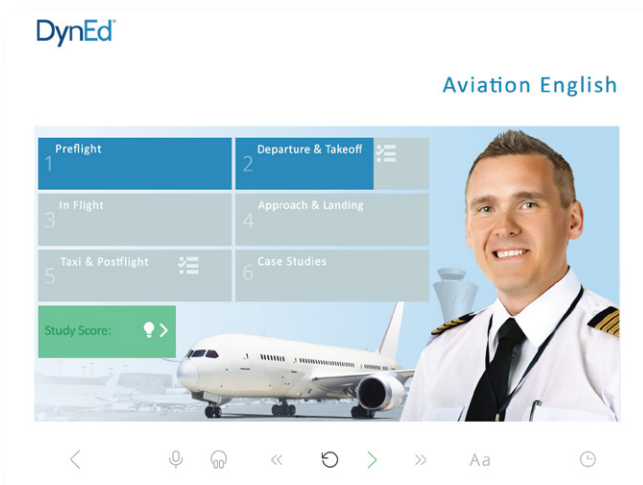 DynEd
Aviation English
1 Preflight
2 Departure & Takeoff
3 In Flight
4 Approach & Landing
5 Taxi & Postflight
6 Case Studies
Study Score:
Aa